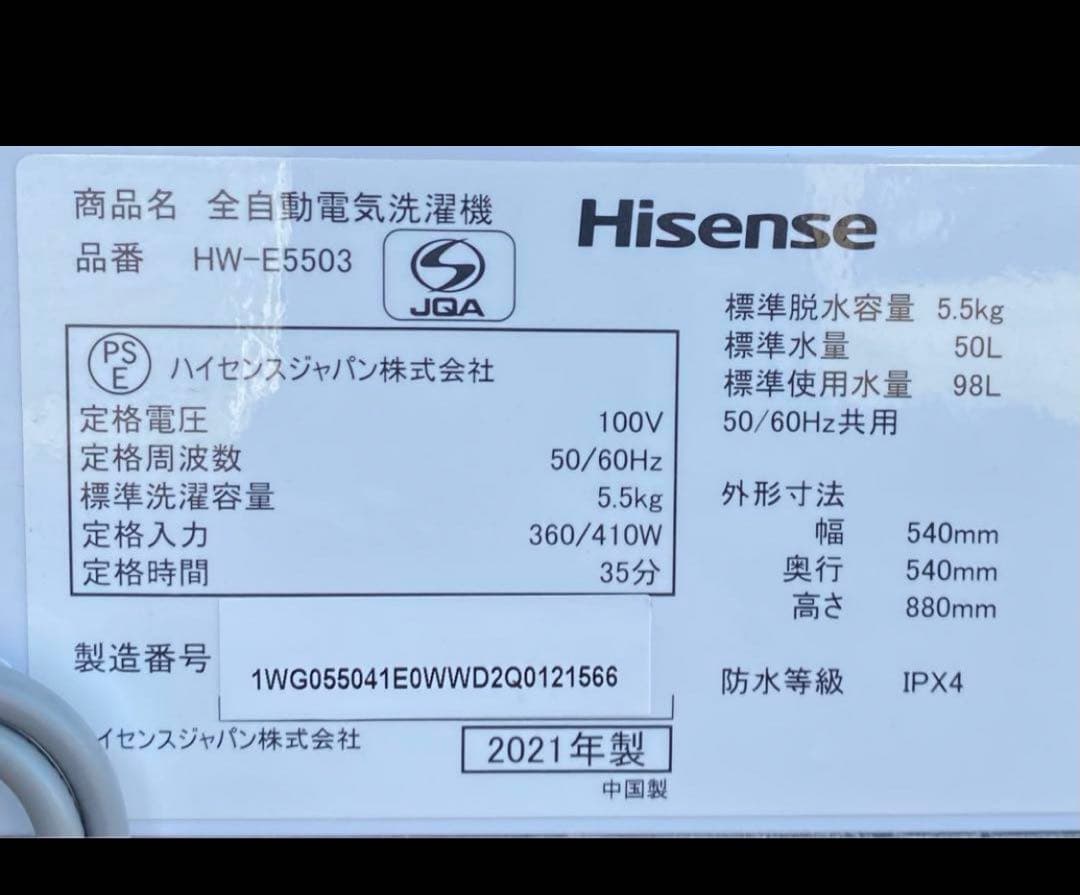 商品名 全自動電気洗濯機
品番 HW-E5503
JQA
Hisense
PS
E
ハイセンスジャパン株式会社
定格電圧 100V
定格周波数 50/60Hz
標準洗濯容量 5.5kg
定格入力 360/410W
定格時間 35分
製造番号 1WG055041E0WWD2Q0121566
イセンスジャパン株式会社
2021年製
中国製
標準脱水容量 5.5kg
標準水量 50L
標準使用水量 98L
50/60Hz共用
外形寸法
幅 540mm
奥行 540mm
高さ 880mm
防水等級 IPX4